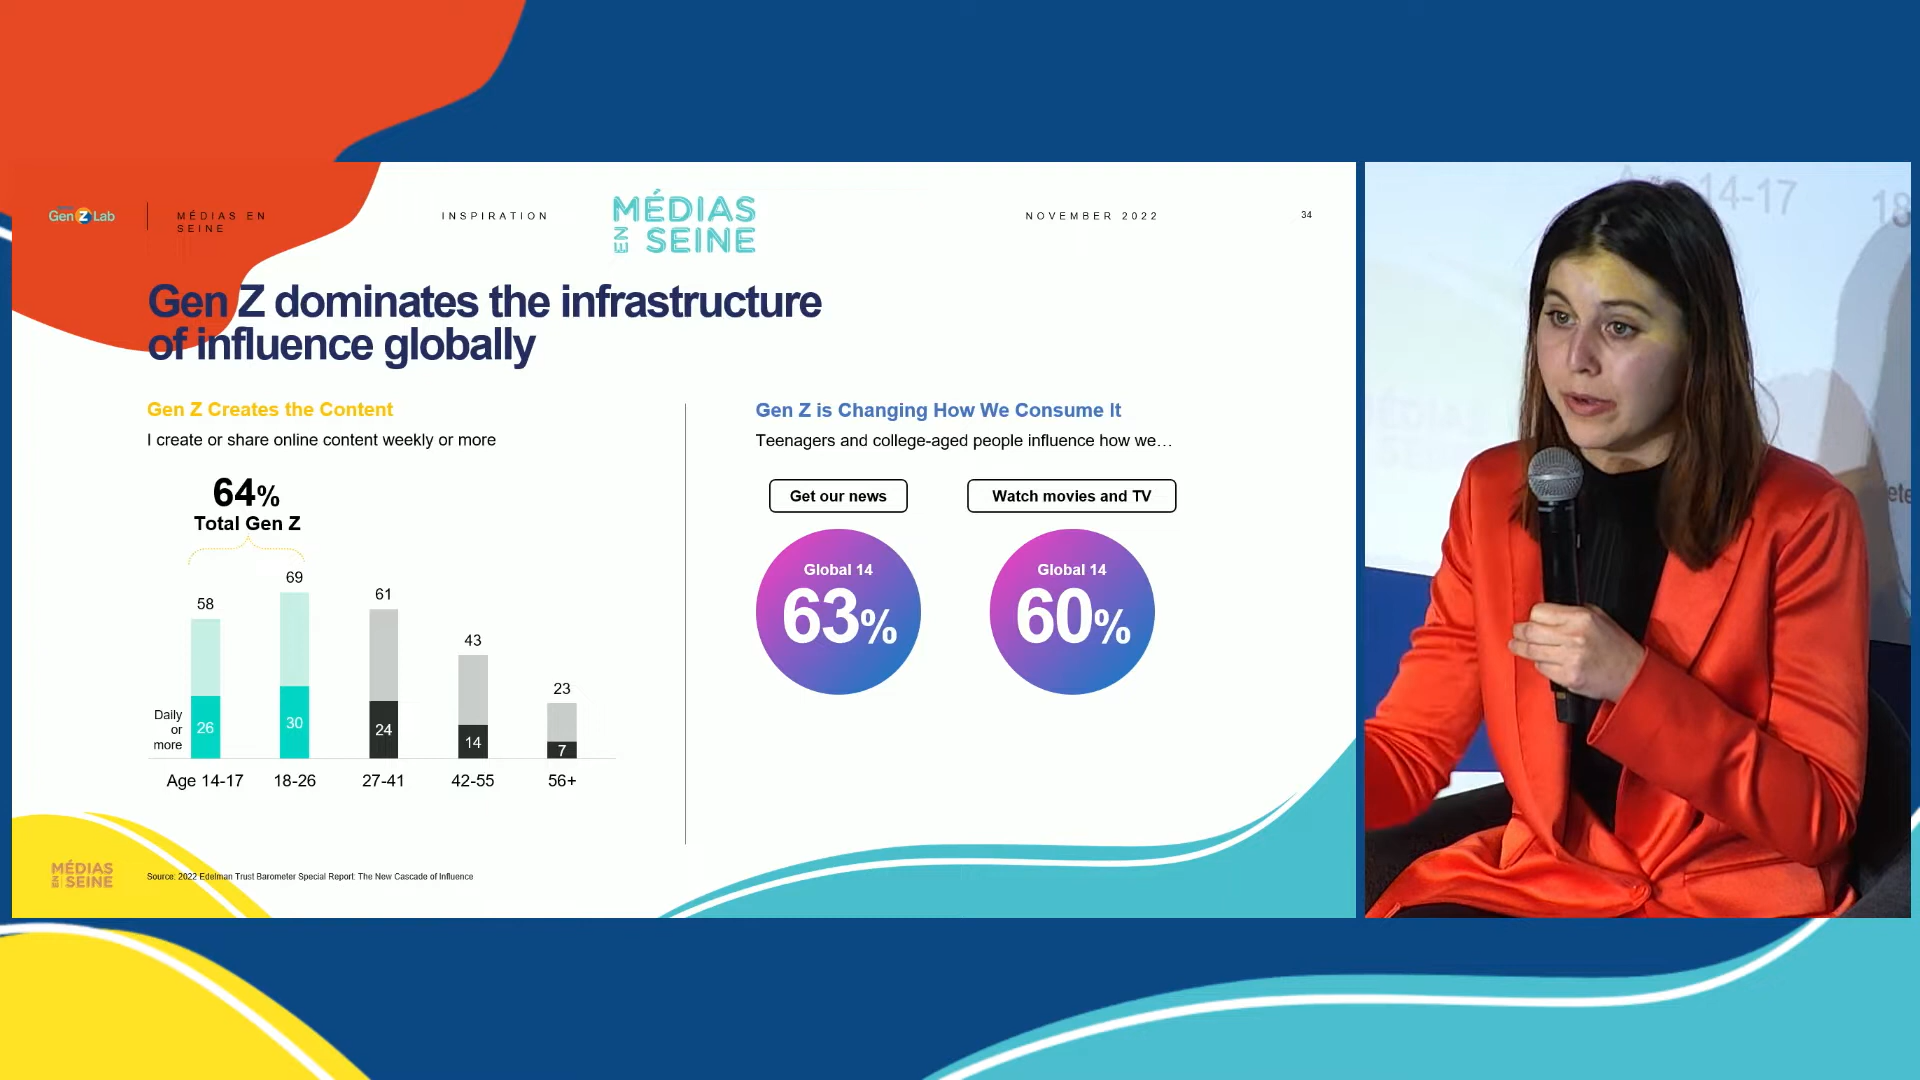 Gen Z Lab
MÉDIAS EN
SEINE
INSPIRATION
MÉDIAS
EN SEINE
NOVEMBER 2022
34
Gen Z dominates the infrastructure
of influence globally
Gen Z Creates the Content
I create or share online content weekly or more
64%
Total Gen Z
58
69
61
43
23
Daily
or
more
26
30
24
14
7
Age 14-17
18-26
27-41
42-55
56+
Gen Z is Changing How We Consume It
Teenagers and college-aged people influence how we…
Get our news
Watch movies and TV
Global 14
63%
Global 14
60%
MÉDIAS
EN SEINE
Source: 2022 Edelman Trust Barometer Special Report: The New Cascade of Influence
14-17
18